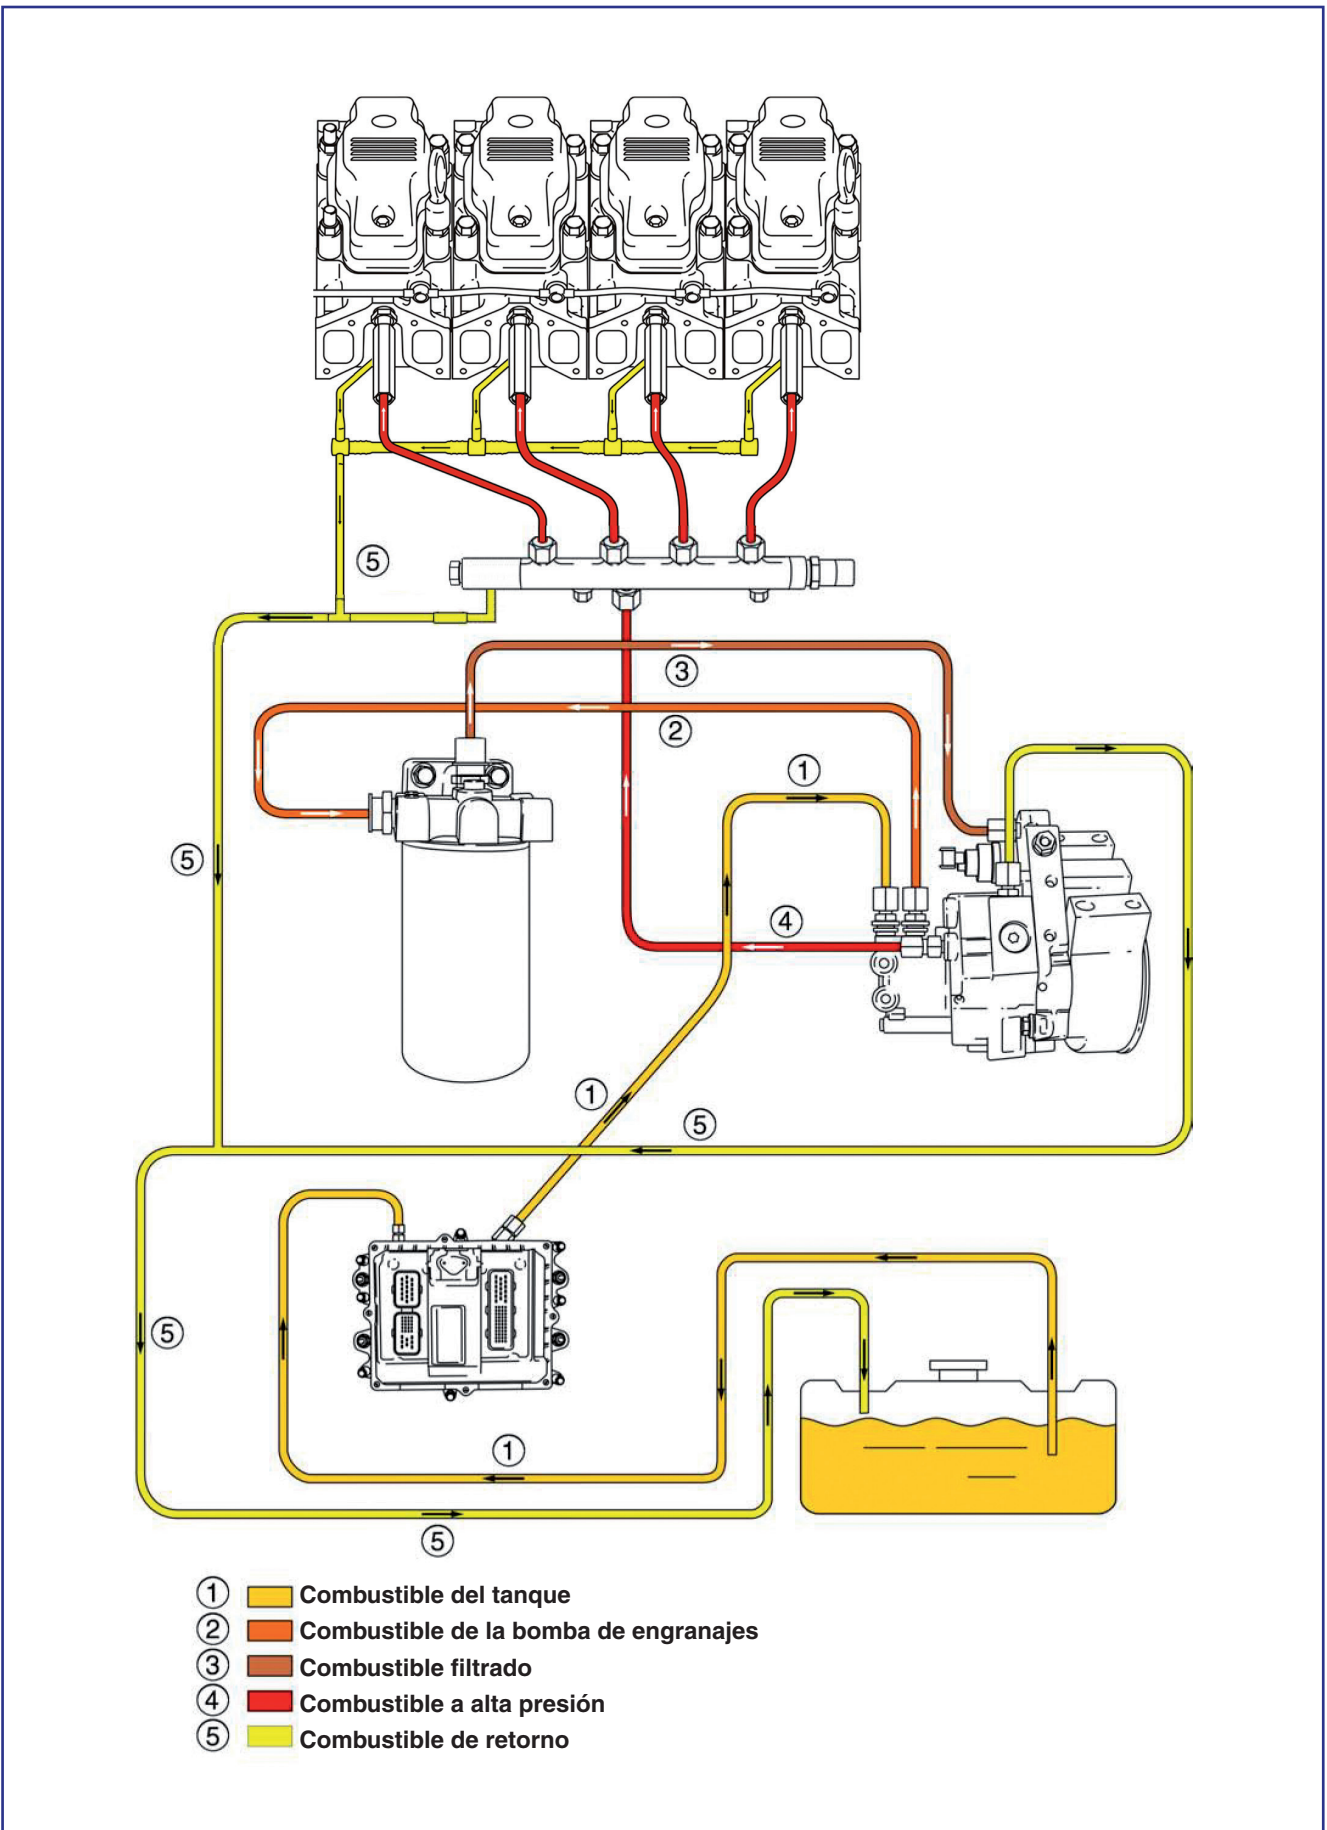 5
3
2
1
5
4
1
5
5
1
5
1 Combustible del tanque
2 Combustible de la bomba de engranajes
3 Combustible filtrado
4 Combustible a alta presión
5 Combustible de retorno